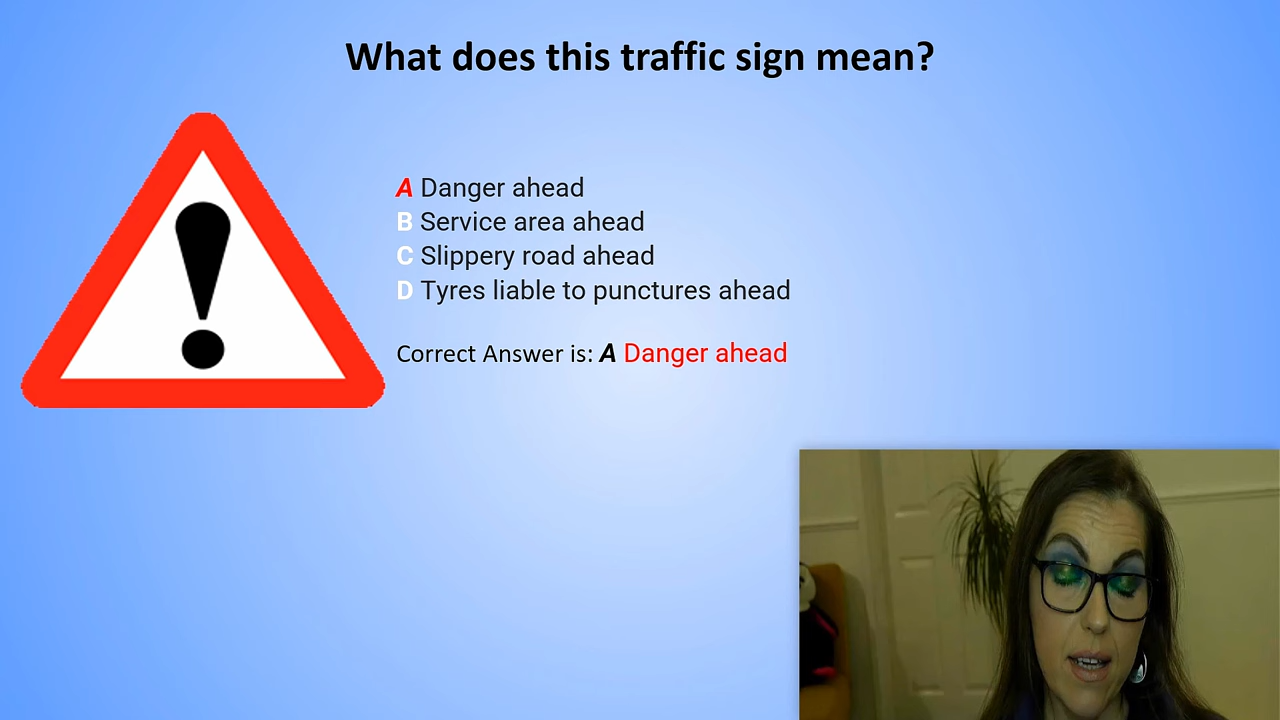 What does this traffic sign mean?
A Danger ahead
B Service area ahead
C Slippery road ahead
D Tyres liable to punctures ahead
Correct Answer is: A Danger ahead